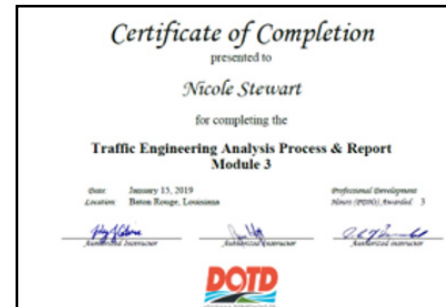 Certificate of Completion
presented to
Nicole Stewart
for completing the
Traffic Engineering Analysis Process & Report
Module 3
Date: January 15, 2019
Location Baton Rouge, Louisiana
Professional Development
Hours (PDHs) Awarded 3
Authorized Instructor
Authorized Instructor
Authorized Instructor
DOTD